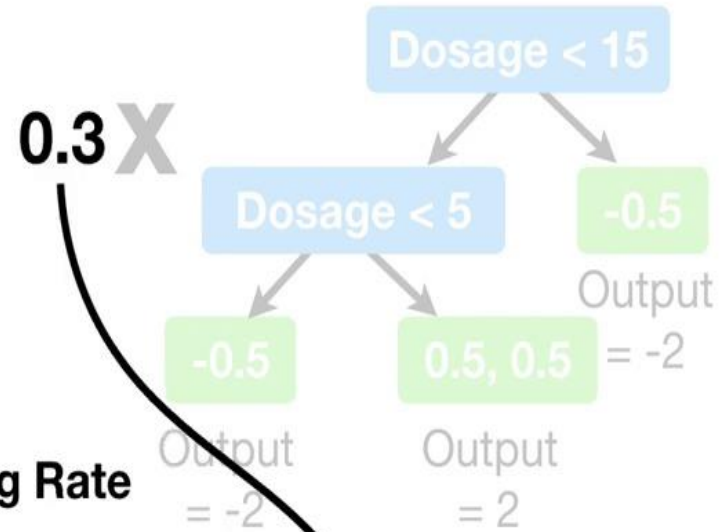 Dosage < 15
0.3 X
Dosage < 5
-0.5
Output
= -2
-0.5
0.5, 0.5
Output
= -2
Output
= 2
g Rate